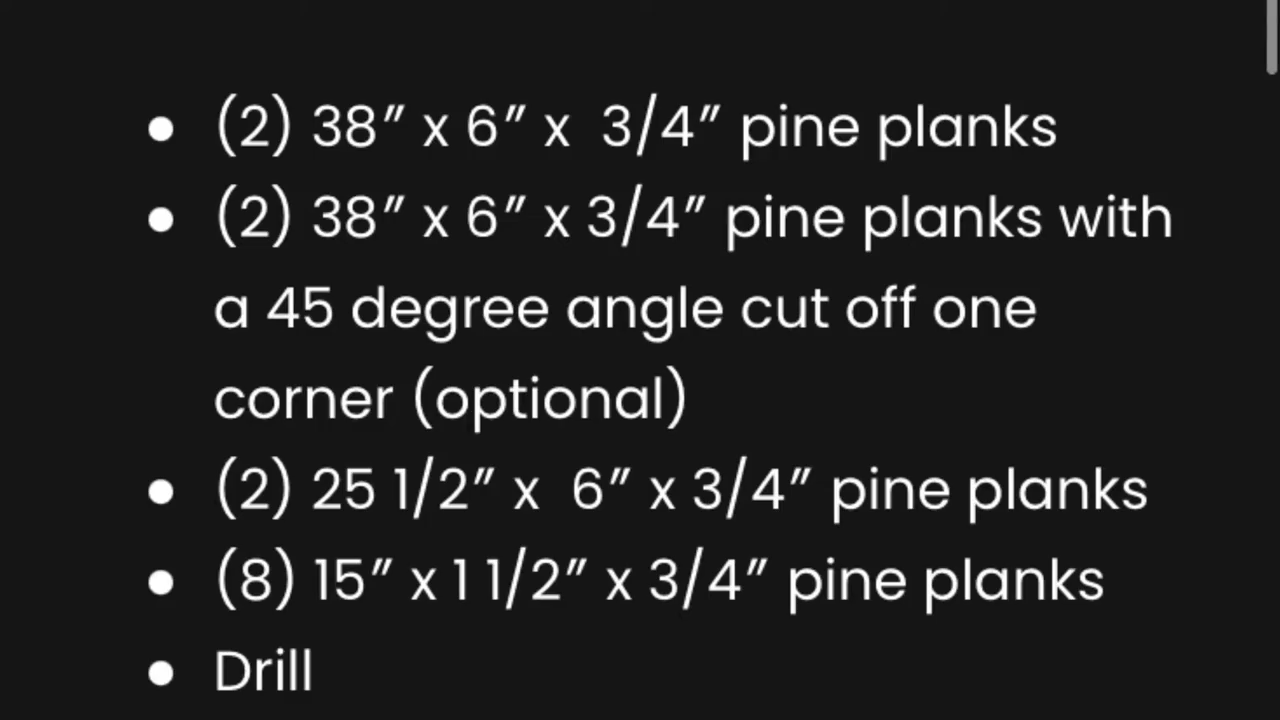 • (2) 38” x 6” x  3/4” pine planks
• (2) 38” x 6” x 3/4” pine planks with
a 45 degree angle cut off one
corner (optional)
• (2) 25 1/2” x  6” x 3/4” pine planks
• (8) 15” x 1 1/2” x 3/4” pine planks
• Drill